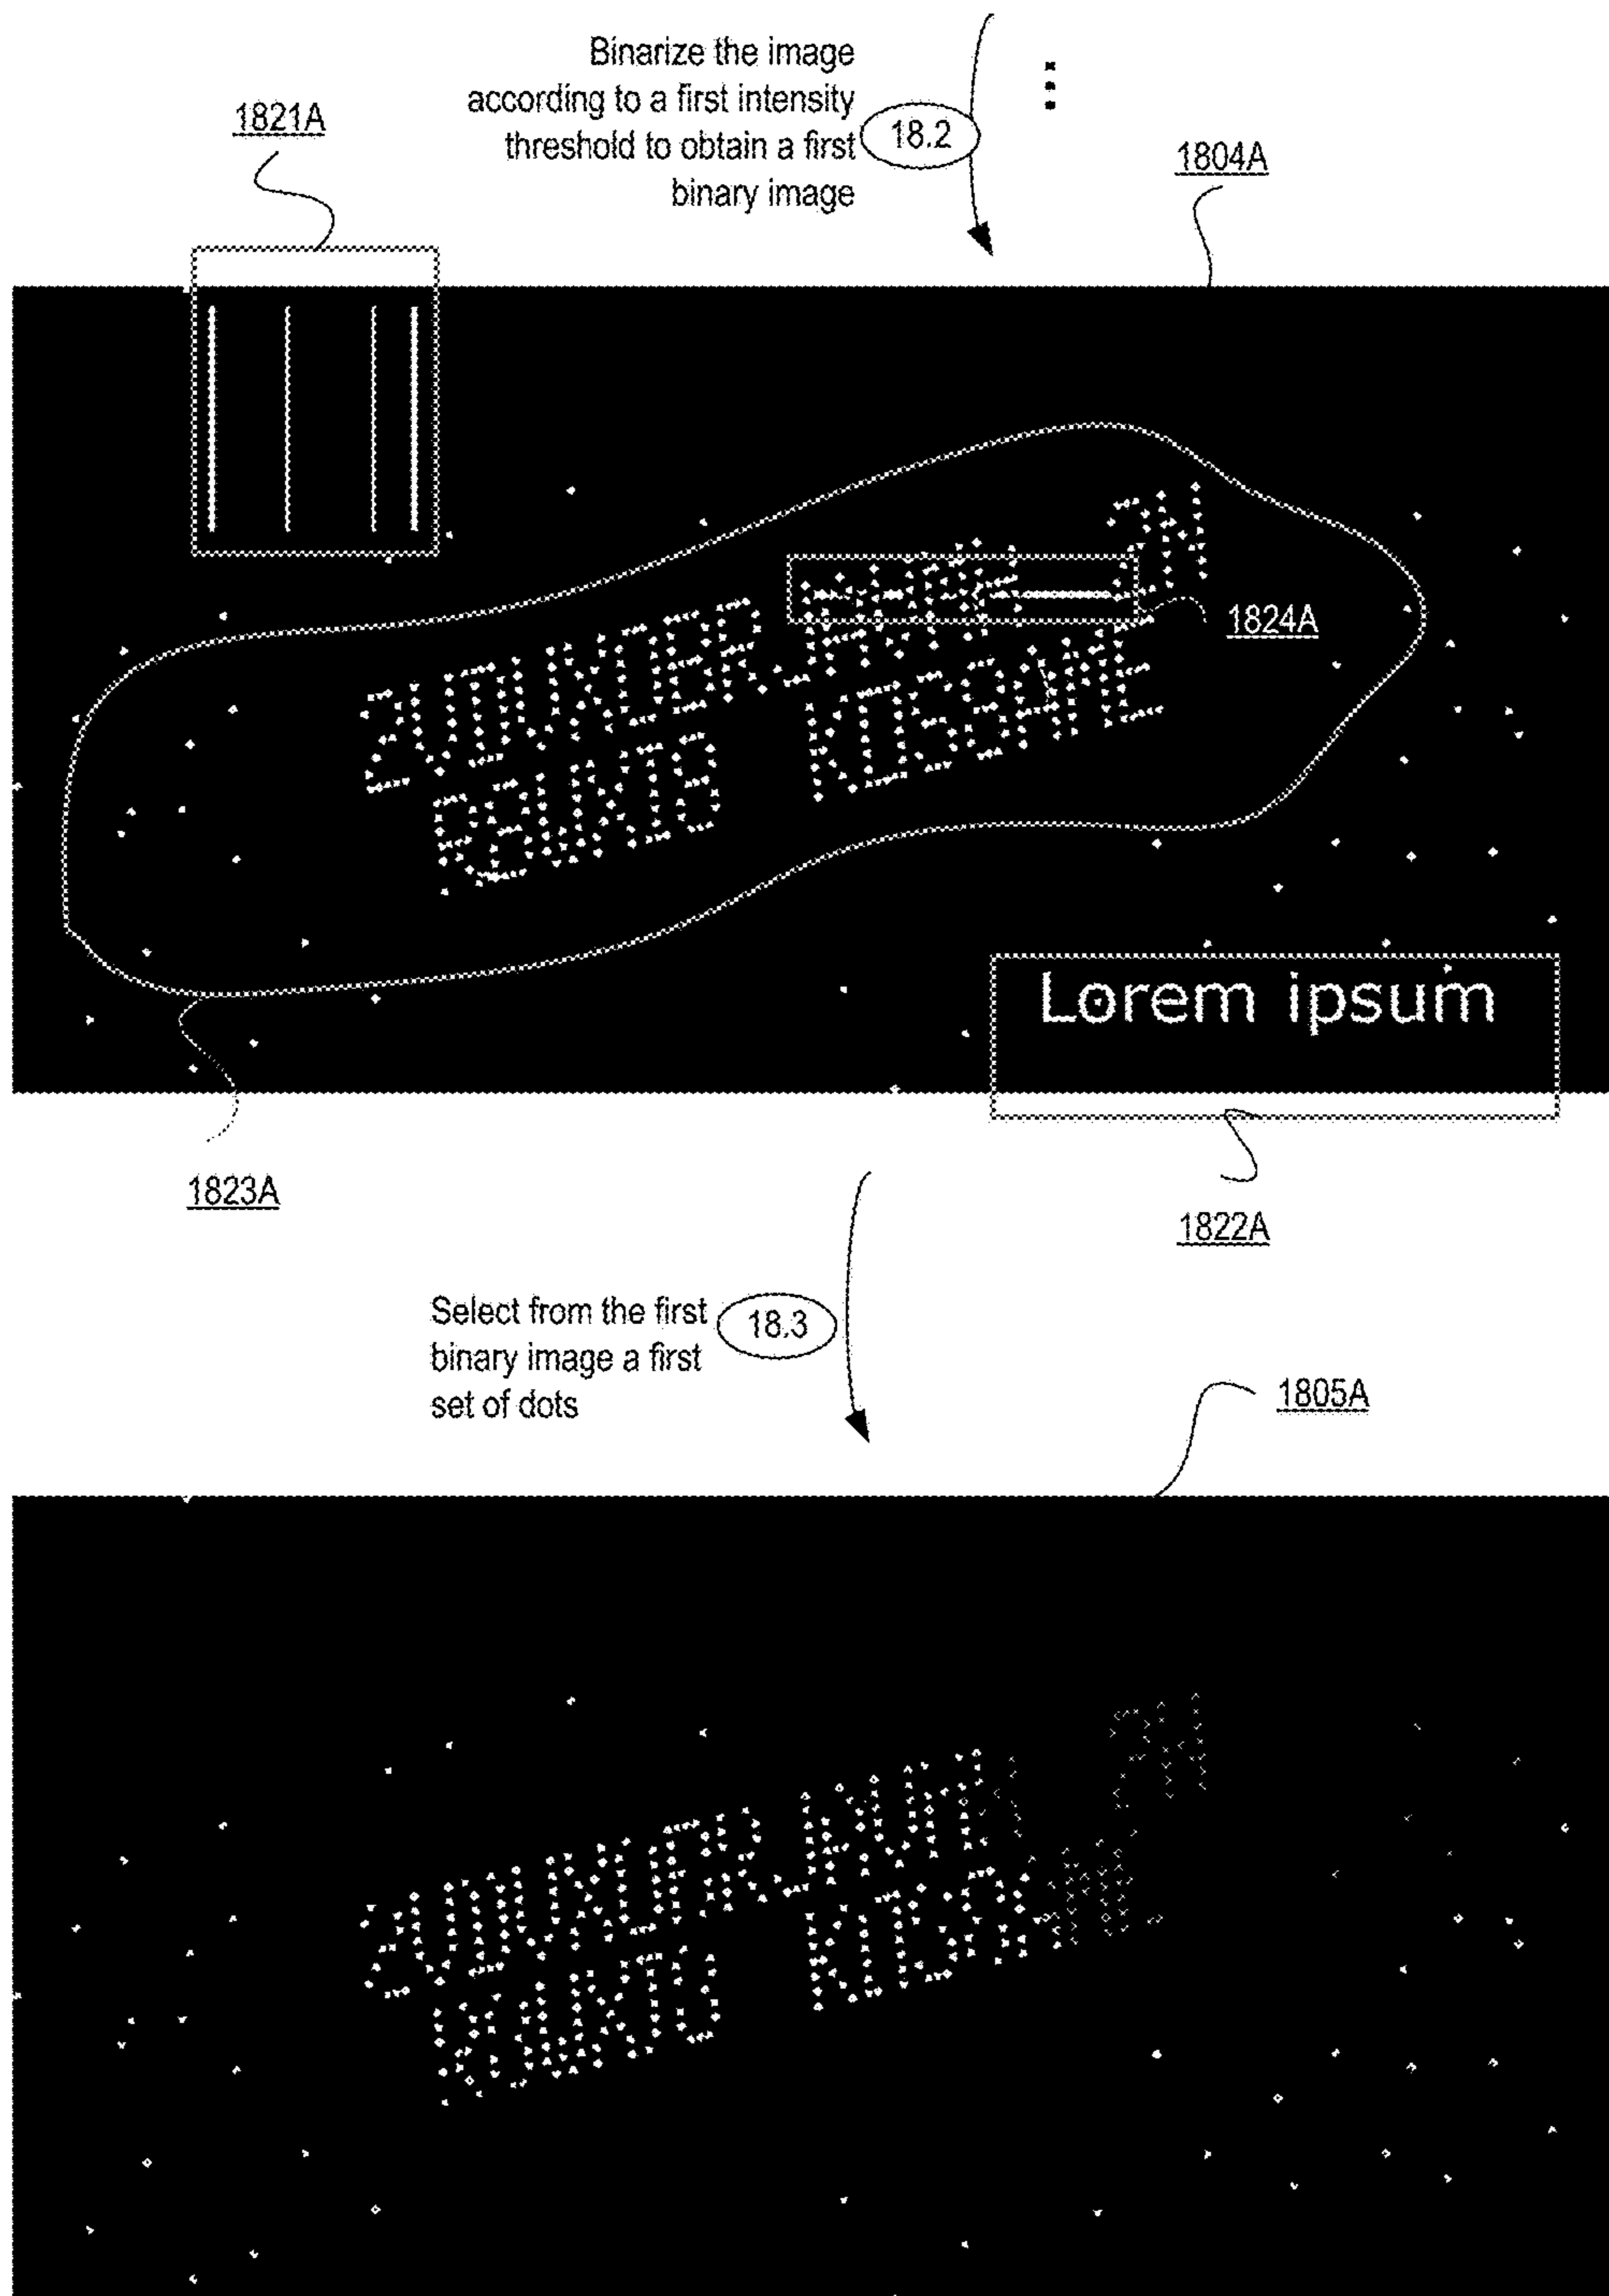 Binarize the image
according to a first intensity
threshold to obtain a first
binary image
18.2
1821A
1804A
1824A
Lorem ipsum
1823A
1822A
Select from the first
binary image a first
set of dots
18.3
1805A